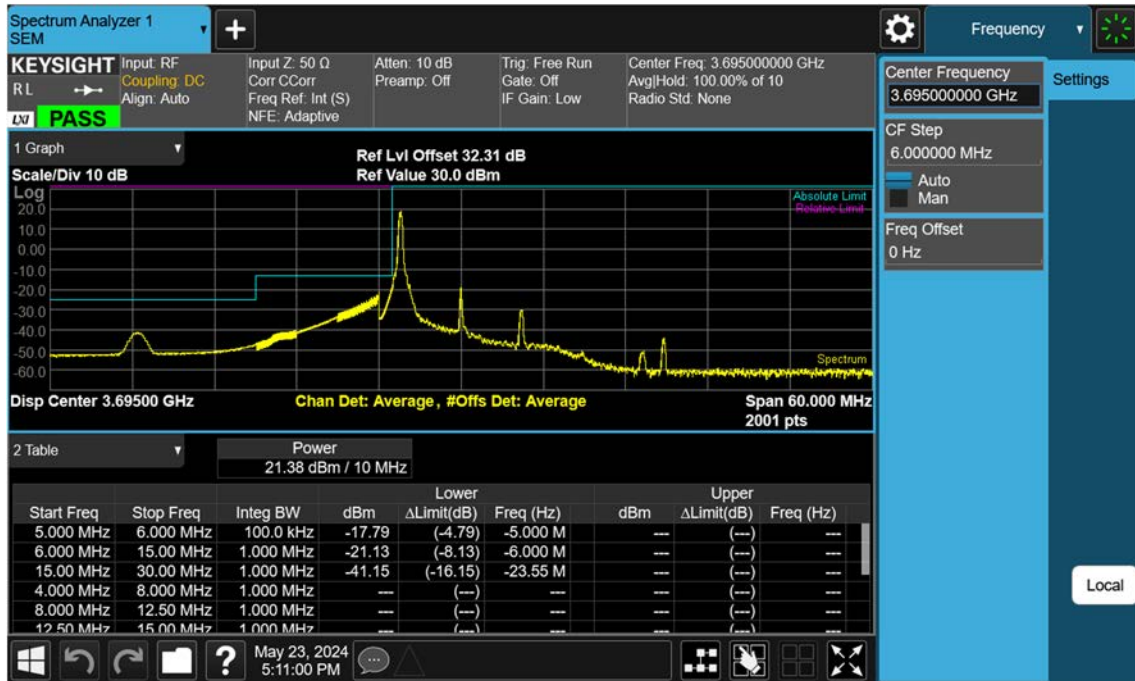 Spectrum Analyzer 1
SEM
Frequency
KEYSIGHT
R L
LXI
PASS
Input: RF
Coupling: DC
Align: Auto
Input Z: 50 Ω
Corr CCorr
Freq Ref: Int (S)
NFE: Adaptive
Atten: 10 dB
Preamp: Off
Trig: Free Run
Gate: Off
IF Gain: Low
Center Freq: 3.695000000 GHz
Avg|Hold: 100.00% of 10
Radio Std: None
Center Frequency
3.695000000 GHz
Settings
CF Step
6.000000 MHz
Auto
Man
Freq Offset
0 Hz
Local
1 Graph
Scale/Div 10 dB
Ref Lvl Offset 32.31 dB
Ref Value 30.0 dBm
Log
20.0
10.0
0.00
-10.0
-20.0
-30.0
-40.0
-50.0
-60.0
Absolute Limit
Relative Limit
Spectrum
Disp Center 3.69500 GHz
Chan Det: Average, #Offs Det: Average
Span 60.000 MHz
2001 pts
2 Table
Power
21.38 dBm / 10 MHz
Lower Upper
Start Freq Stop Freq Integ BW dBm ΔLimit(dB) Freq (Hz) dBm ΔLimit(dB) Freq (Hz)
5.000 MHz 6.000 MHz 100.0 kHz -17.79 (-4.79) -5.000 M --- (---) ---
6.000 MHz 15.00 MHz 1.000 MHz -21.13 (-8.13) -6.000 M --- (---) ---
15.00 MHz 30.00 MHz 1.000 MHz -41.15 (-16.15) -23.55 M --- (---) ---
4.000 MHz 8.000 MHz 1.000 MHz --- (---) --- --- (---) ---
8.000 MHz 12.50 MHz 1.000 MHz --- (---) --- --- (---) ---
12.50 MHz 15.00 MHz 1.000 MHz --- (---) --- --- (---) ---
?
May 23, 2024
5:11:00 PM